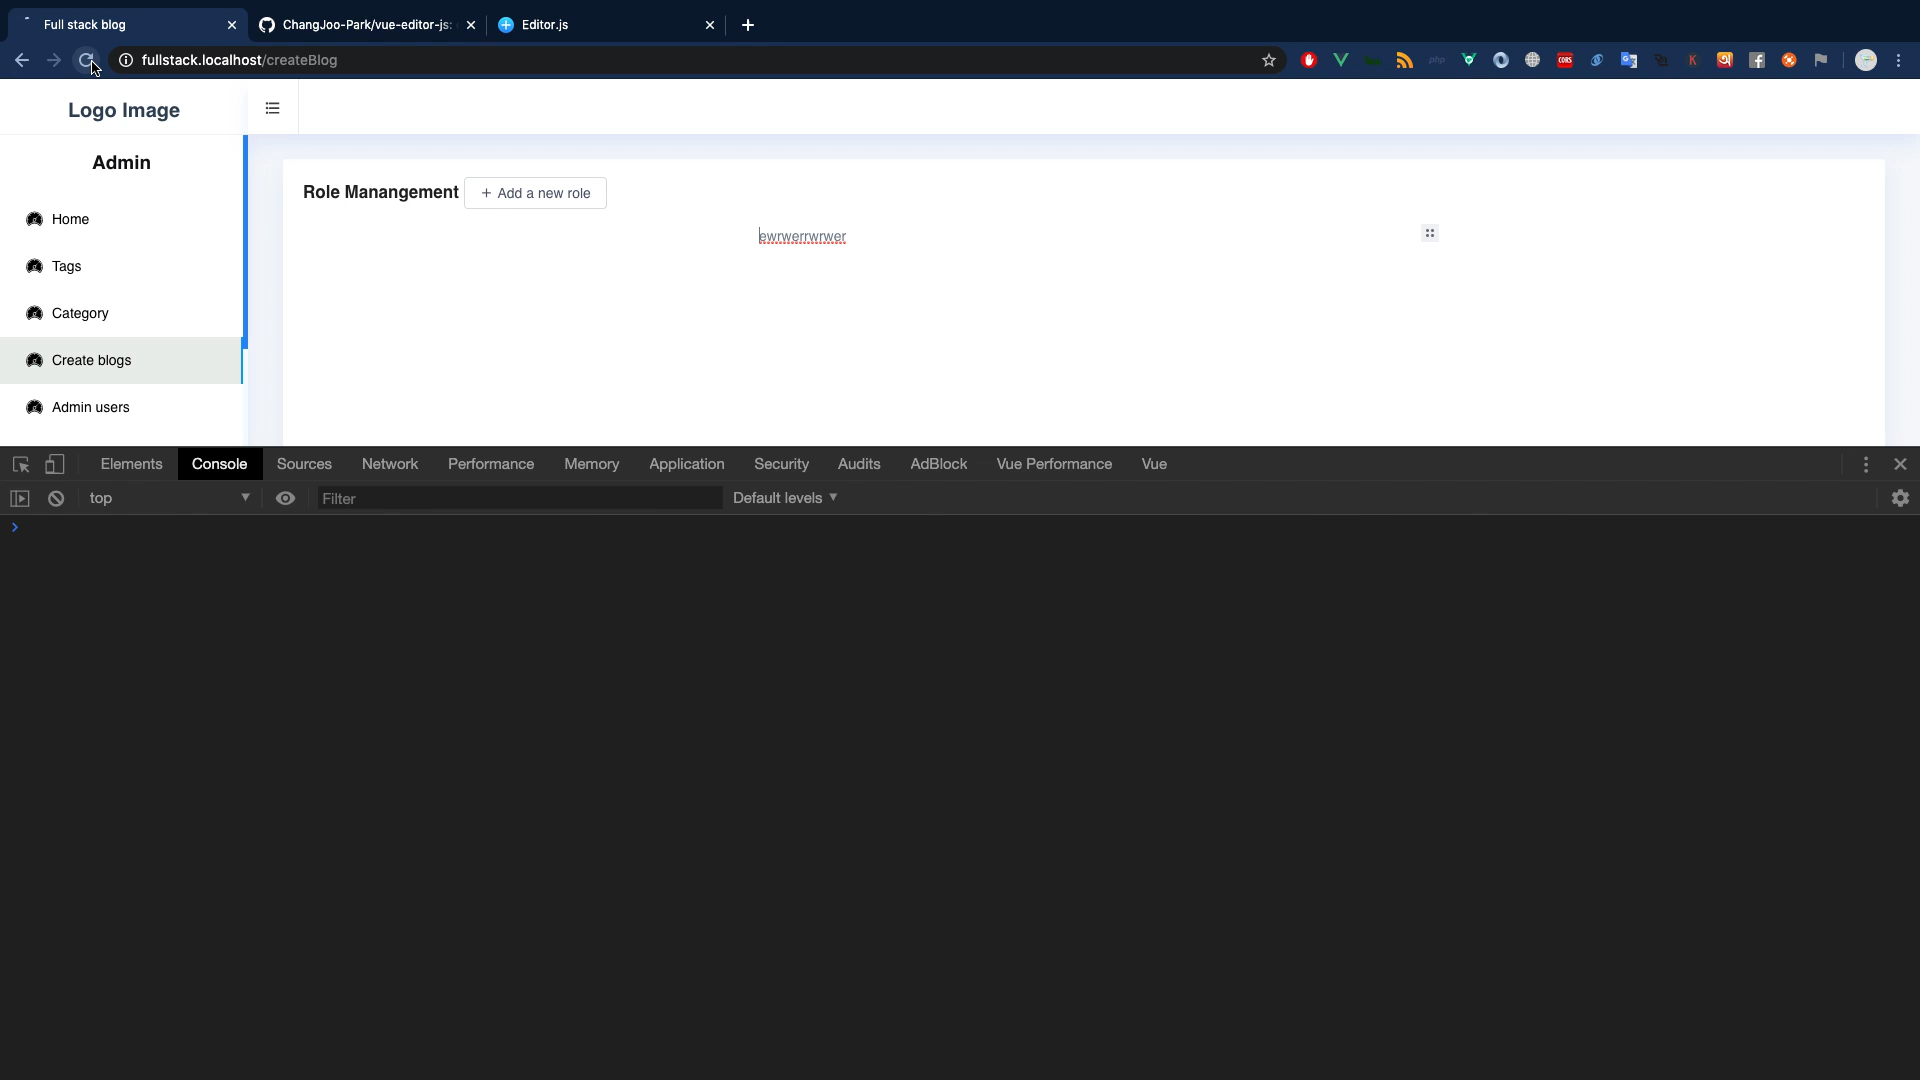 Full stack blog
ChangJoo-Park/vue-editor-js:
Editor.js
fullstack.localhost/createBlog
Logo Image
Admin
Home
Tags
Category
Create blogs
Admin users
Role Manangement
+ Add a new role
ewrwerrwrwer
Elements Console Sources Network Performance Memory Application Security Audits AdBlock Vue Performance Vue
top
Filter
Default levels